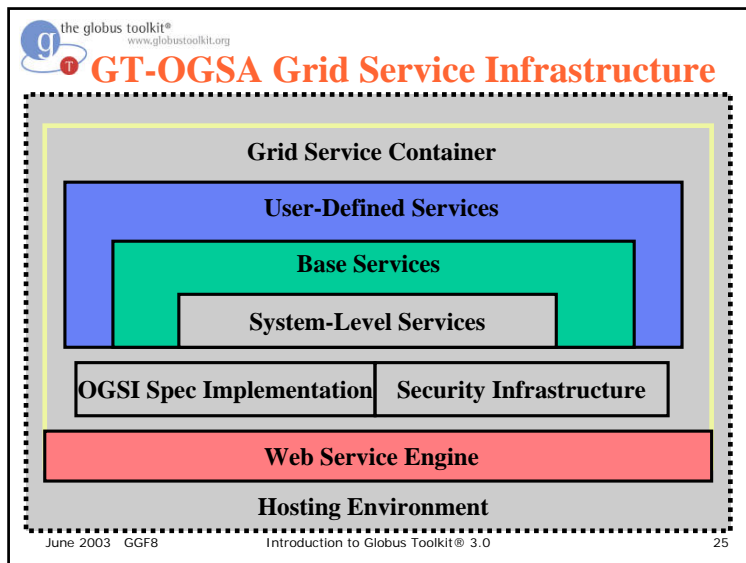 the globus toolkit®
www.globustoolkit.org
g
T
GT-OGSA Grid Service Infrastructure
Grid Service Container
User-Defined Services
Base Services
System-Level Services
OGSI Spec Implementation
Security Infrastructure
Web Service Engine
Hosting Environment
June 2003 GGF8
Introduction to Globus Toolkit® 3.0
25